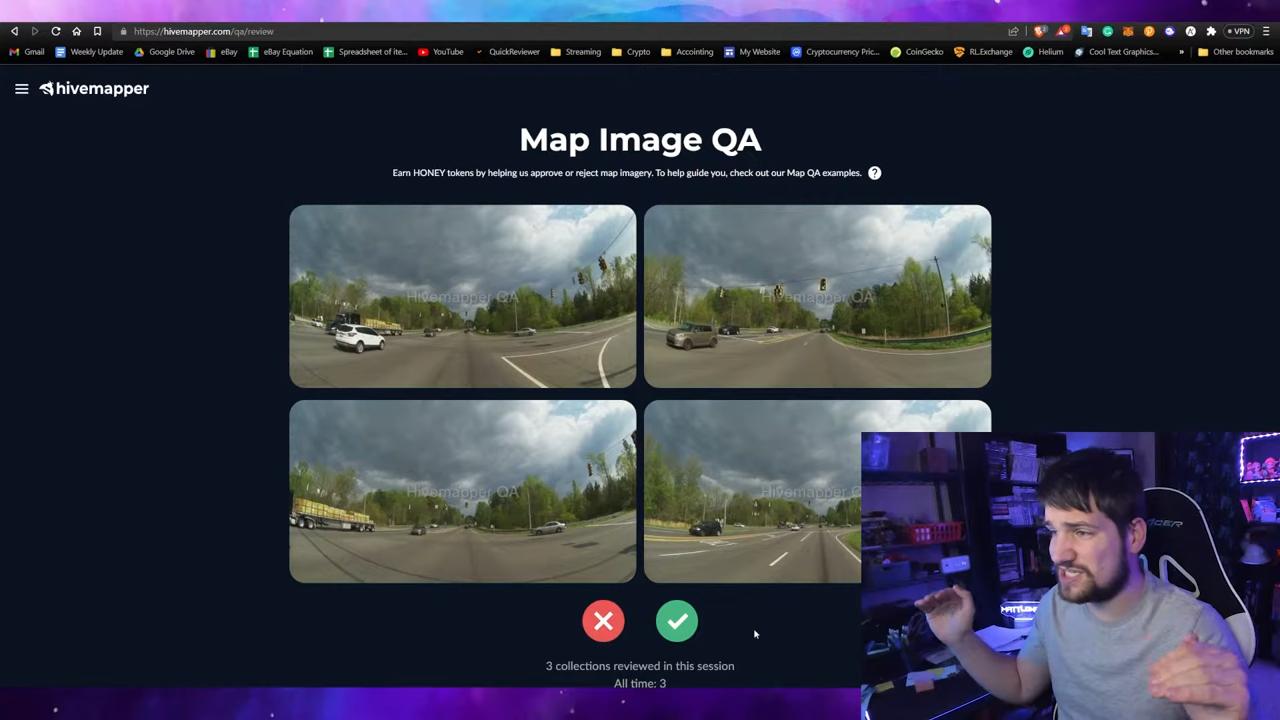 https://hivemapper.com/qa/review
VPN
Gmail
Weekly Update
Google Drive
eBay
eBay Equation
Spreadsheet of ite...
YouTube
QuickReviewer
Streaming
Crypto
Accointing
My Website
Cryptocurrency Pric...
CoinGecko
RL.Exchange
Helium
Cool Text Graphics...
»
Other bookmarks
hivemapper
Map Image QA
Earn HONEY tokens by helping us approve or reject map imagery. To help guide you, check out our Map QA examples. ?
Hivemapper QA
Hivemapper QA
Hivemapper QA
3 collections reviewed in this session
All time: 3